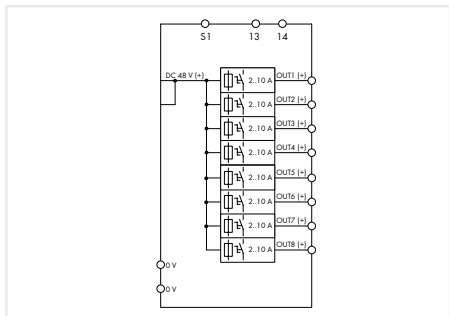 S1 13 14
DC 48 V (+)
2..10 A OUT1 (+)
2..10 A OUT2 (+)
2..10 A OUT3 (+)
2..10 A OUT4 (+)
2..10 A OUT5 (+)
2..10 A OUT6 (+)
2..10 A OUT7 (+)
2..10 A OUT8 (+)
0 V
0 V